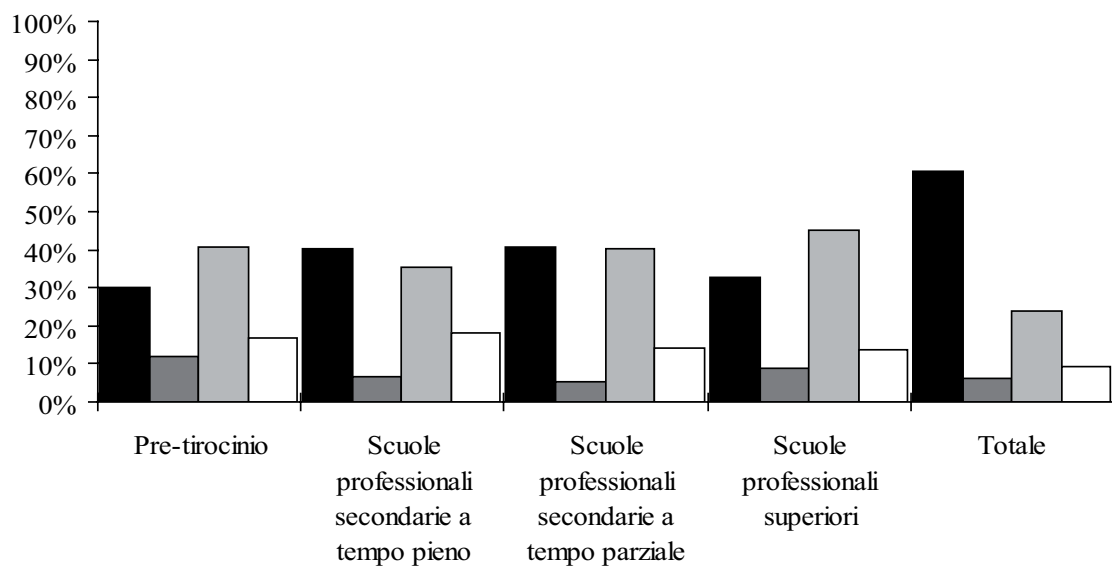 100%
90%
80%
70%
60%
50%
40%
30%
20%
10%
0%
Pre-tirocinio
Scuole
professionali
secondarie a
tempo pieno
Scuole
professionali
secondarie a
tempo parziale
Scuole
professionali
superiori
Totale